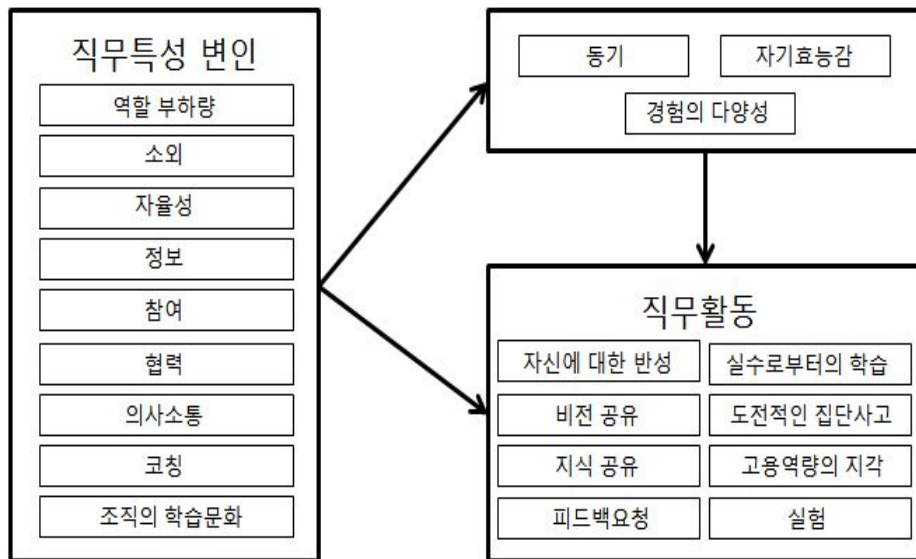 직무특성 변인
역할 부하량
소외
자율성
정보
참여
협력
의사소통
코칭
조직의 학습문화
동기
자기효능감
경험의 다양성
직무활동
자신에 대한 반성
실수로부터의 학습
비전 공유
도전적인 집단사고
지식 공유
고용역량의 지각
피드백요청
실험